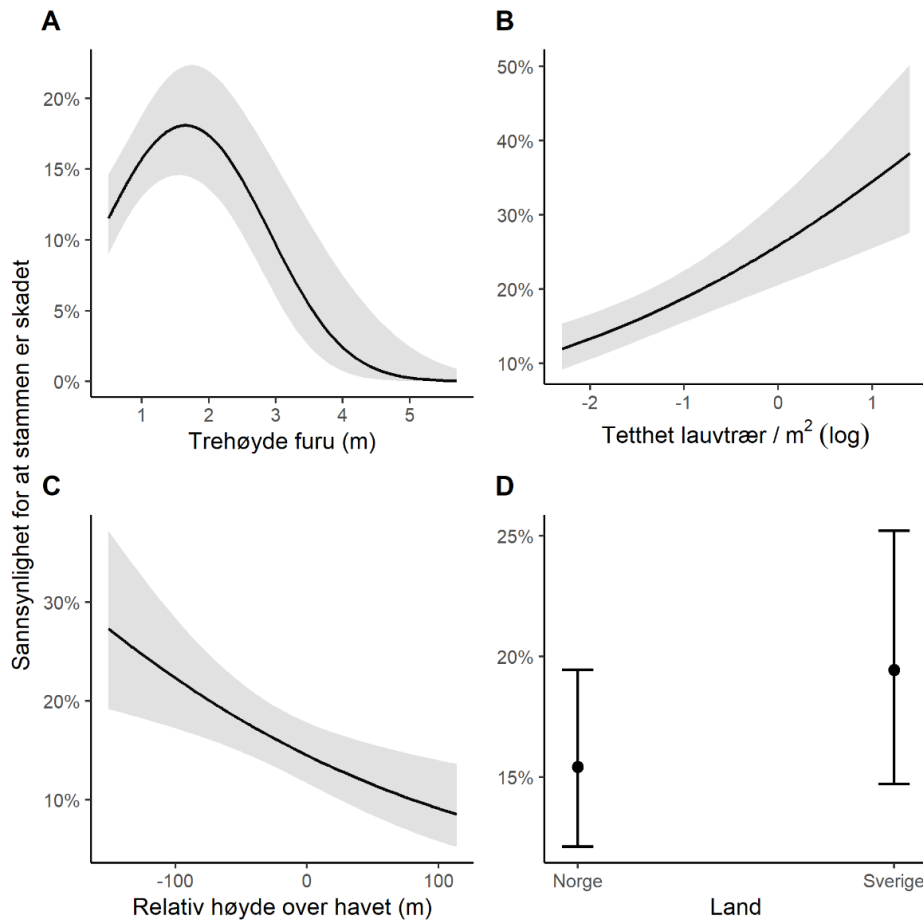 Sannsynlighet for at stammen er skadet
A
20%
15%
10%
5%
0%
1 2 3 4 5
Trehøyde furu (m)
B
50%
40%
30%
20%
10%
-2 -1 0 1
Tetthet lauvtrær / m² (log)
C
30%
20%
10%
-100 0 100
Relativ høyde over havet (m)
D
25%
20%
15%
Norge Sverige
Land